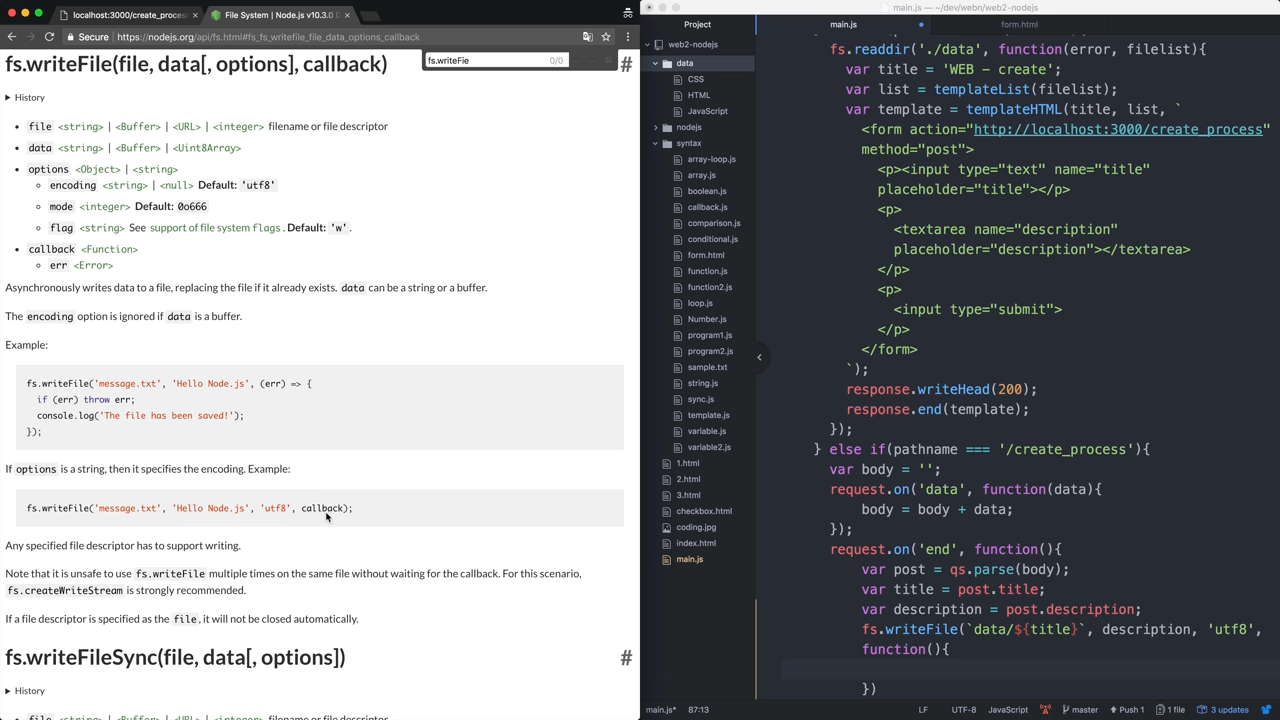 localhost:3000/create_process ×
File System | Node.js v10.3.0 D ×
Secure | https://nodejs.org/api/fs.html#fs_fs_writefile_file_data_options_callback
fs.writeFie 0/0
fs.writeFile(file, data[, options], callback) #
▶ History
• file <string> | <Buffer> | <URL> | <integer> filename or file descriptor
• data <string> | <Buffer> | <Uint8Array>
• options <Object> | <string>
○ encoding <string> | <null> Default: 'utf8'
○ mode <integer> Default: 0o666
○ flag <string> See support of file system flags. Default: 'w'.
• callback <Function>
○ err <Error>
Asynchronously writes data to a file, replacing the file if it already exists. data can be a string or a buffer.
The encoding option is ignored if data is a buffer.
Example:
fs.writeFile('message.txt', 'Hello Node.js', (err) => {
if (err) throw err;
console.log('The file has been saved!');
});
If options is a string, then it specifies the encoding. Example:
fs.writeFile('message.txt', 'Hello Node.js', 'utf8', callback);
Any specified file descriptor has to support writing.
Note that it is unsafe to use fs.writeFile multiple times on the same file without waiting for the callback. For this scenario,
fs.createWriteStream is strongly recommended.
If a file descriptor is specified as the file, it will not be closed automatically.
fs.writeFileSync(file, data[, options]) #
▶ History
• file <string> | <Buffer> | <URL> | <integer> filename or file descriptor
main.js — ~/dev/webn/web2-nodejs
Project
main.js
form.html
web2-nodejs
data
CSS
HTML
JavaScript
nodejs
syntax
array-loop.js
array.js
boolean.js
callback.js
comparison.js
conditional.js
form.html
function.js
function2.js
loop.js
Number.js
program1.js
program2.js
sample.txt
string.js
sync.js
template.js
variable.js
variable2.js
1.html
2.html
3.html
checkbox.html
coding.jpg
index.html
main.js
fs.readdir('./data', function(error, filelist){
var title = 'WEB - create';
var list = templateList(filelist);
var template = templateHTML(title, list, `
<form action="http://localhost:3000/create_process"
method="post">
<p><input type="text" name="title"
placeholder="title"></p>
<p>
<textarea name="description"
placeholder="description"></textarea>
</p>
<p>
<input type="submit">
</p>
</form>
`);
response.writeHead(200);
response.end(template);
});
} else if(pathname === '/create_process'){
var body = '';
request.on('data', function(data){
body = body + data;
});
request.on('end', function(){
var post = qs.parse(body);
var title = post.title;
var description = post.description;
fs.writeFile(`data/${title}`, description, 'utf8',
function(){
})
main.js* 87:13 LF UTF-8 JavaScript master Push 1 1 file 3 updates